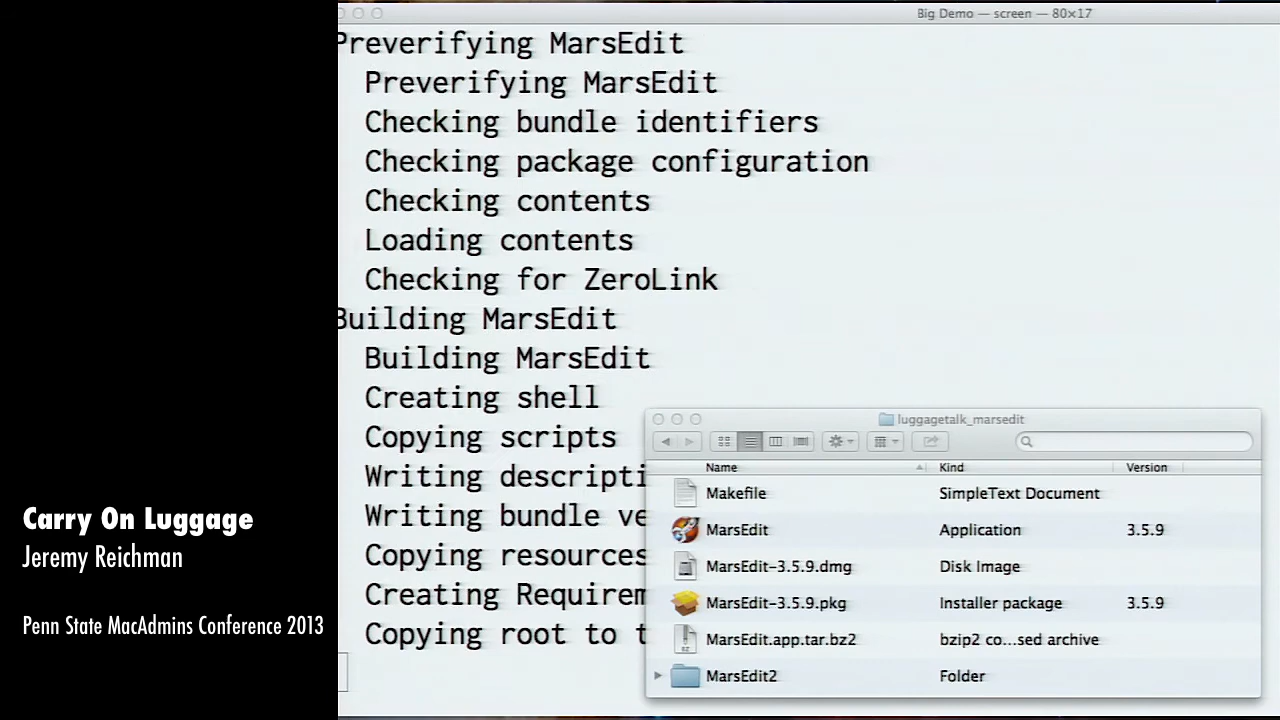 Big Demo — screen — 80×17
Preverifying MarsEdit
Preverifying MarsEdit
Checking bundle identifiers
Checking package configuration
Checking contents
Loading contents
Checking for ZeroLink
Building MarsEdit
Building MarsEdit
Creating shell
Copying scripts
Writing descripti
Writing bundle ve
Copying resources
Creating Requirem
Copying root to t
luggagetalk_marsedit
Name Kind Version
Makefile SimpleText Document
MarsEdit Application 3.5.9
MarsEdit-3.5.9.dmg Disk Image
MarsEdit-3.5.9.pkg Installer package 3.5.9
MarsEdit.app.tar.bz2 bzip2 co...sed archive
MarsEdit2 Folder
Carry On Luggage
Jeremy Reichman
Penn State MacAdmins Conference 2013